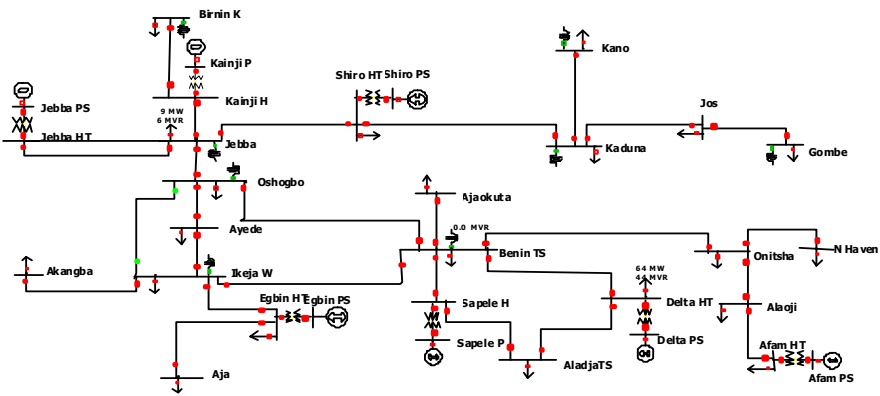 Birnin K
Kainji P
Kano
Shiro HT
Shiro PS
Jos
Kainji H
Jebba PS
9 MW
6 MVR
Jebba HT
Jebba
Kaduna
Gombe
Oshogbo
Ajaokuta
Ayede
0.0 MVR
Benin TS
Onitsha
N Haven
Akangba
Ikeja W
64 MW
44 MVR
Egbin HT
Egbin PS
Sapele H
Delta HT
Alaoji
Sapele P
Delta PS
Afam HT
AladjaTS
Aja
Afam PS